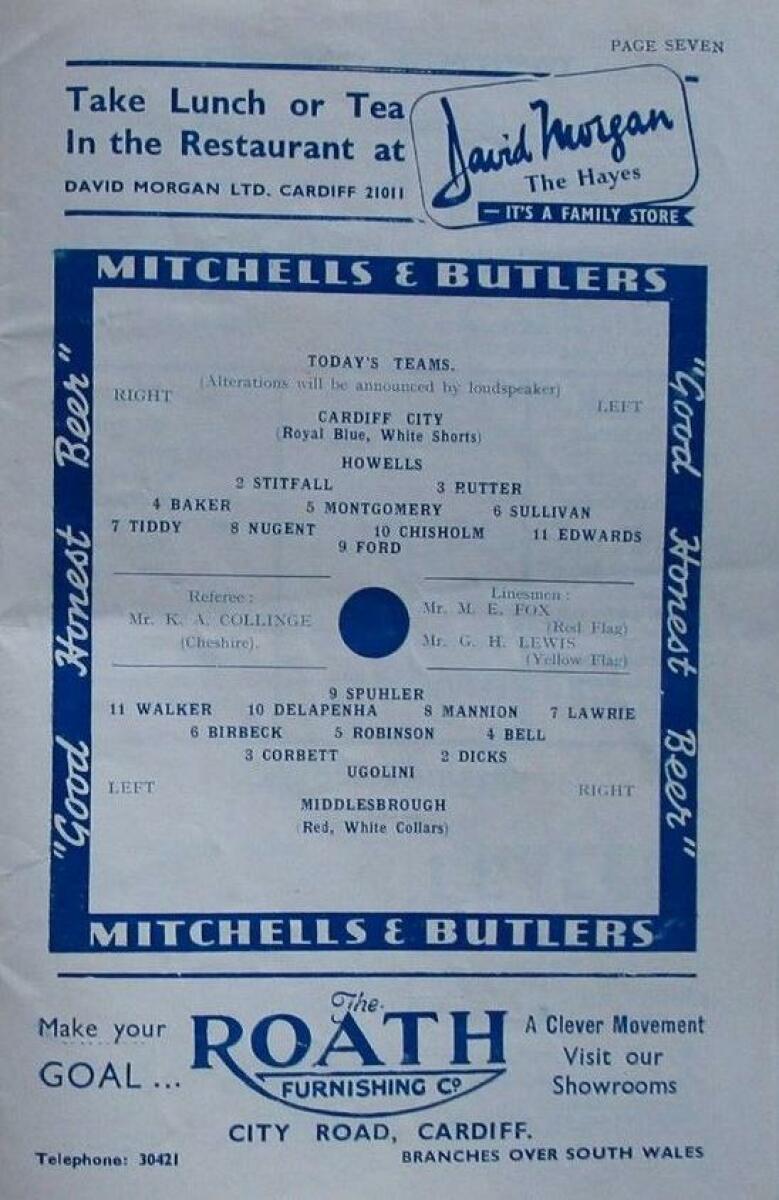 PAGE SEVEN
Take Lunch or Tea
In the Restaurant at
DAVID MORGAN LTD. CARDIFF 21011
David Morgan
The Hayes
— IT'S A FAMILY STORE
MITCHELLS & BUTLERS
"Good Honest Beer"
"Good Honest Beer"
TODAY'S TEAMS.
(Alterations will be announced by loudspeaker)
RIGHT LEFT
CARDIFF CITY
(Royal Blue, White Shorts)
HOWELLS
2 STITFALL 3 RUTTER
4 BAKER 5 MONTGOMERY 6 SULLIVAN
7 TIDDY 8 NUGENT 10 CHISHOLM 11 EDWARDS
9 FORD
Referee :
Mr. K. A. COLLINGE
(Cheshire).
Linesmen :
Mr. M. E. FOX
(Red Flag)
Mr. G. H. LEWIS
(Yellow Flag)
9 SPUHLER
11 WALKER 10 DELAPENHA 8 MANNION 7 LAWRIE
6 BIRBECK 5 ROBINSON 4 BELL
3 CORBETT 2 DICKS
UGOLINI
LEFT RIGHT
MIDDLESBROUGH
(Red, White Collars)
MITCHELLS & BUTLERS
Make your
GOAL ...
The
ROATH
FURNISHING Co
A Clever Movement
Visit our
Showrooms
CITY ROAD, CARDIFF.
Telephone: 30421
BRANCHES OVER SOUTH WALES